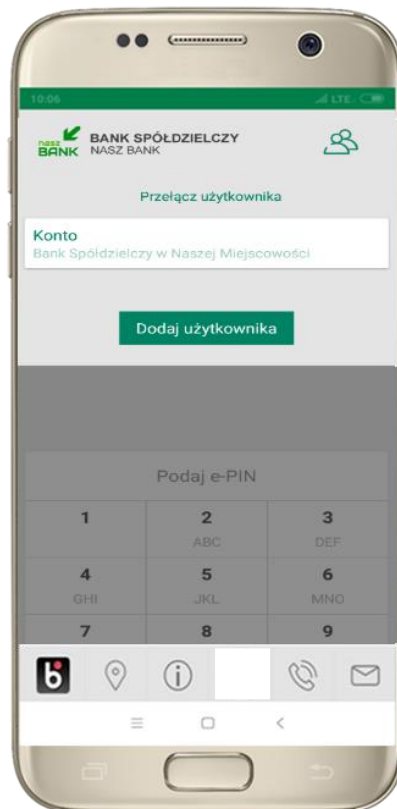 10:06 LTE
nasz BANK
BANK SPÓŁDZIELCZY
NASZ BANK
Przełącz użytkownika
Konto
Bank Spółdzielczy w Naszej Miejscowości
Dodaj użytkownika
Podaj e-PIN
1 2 3
ABC DEF
4 5 6
GHI JKL MNO
7 8 9